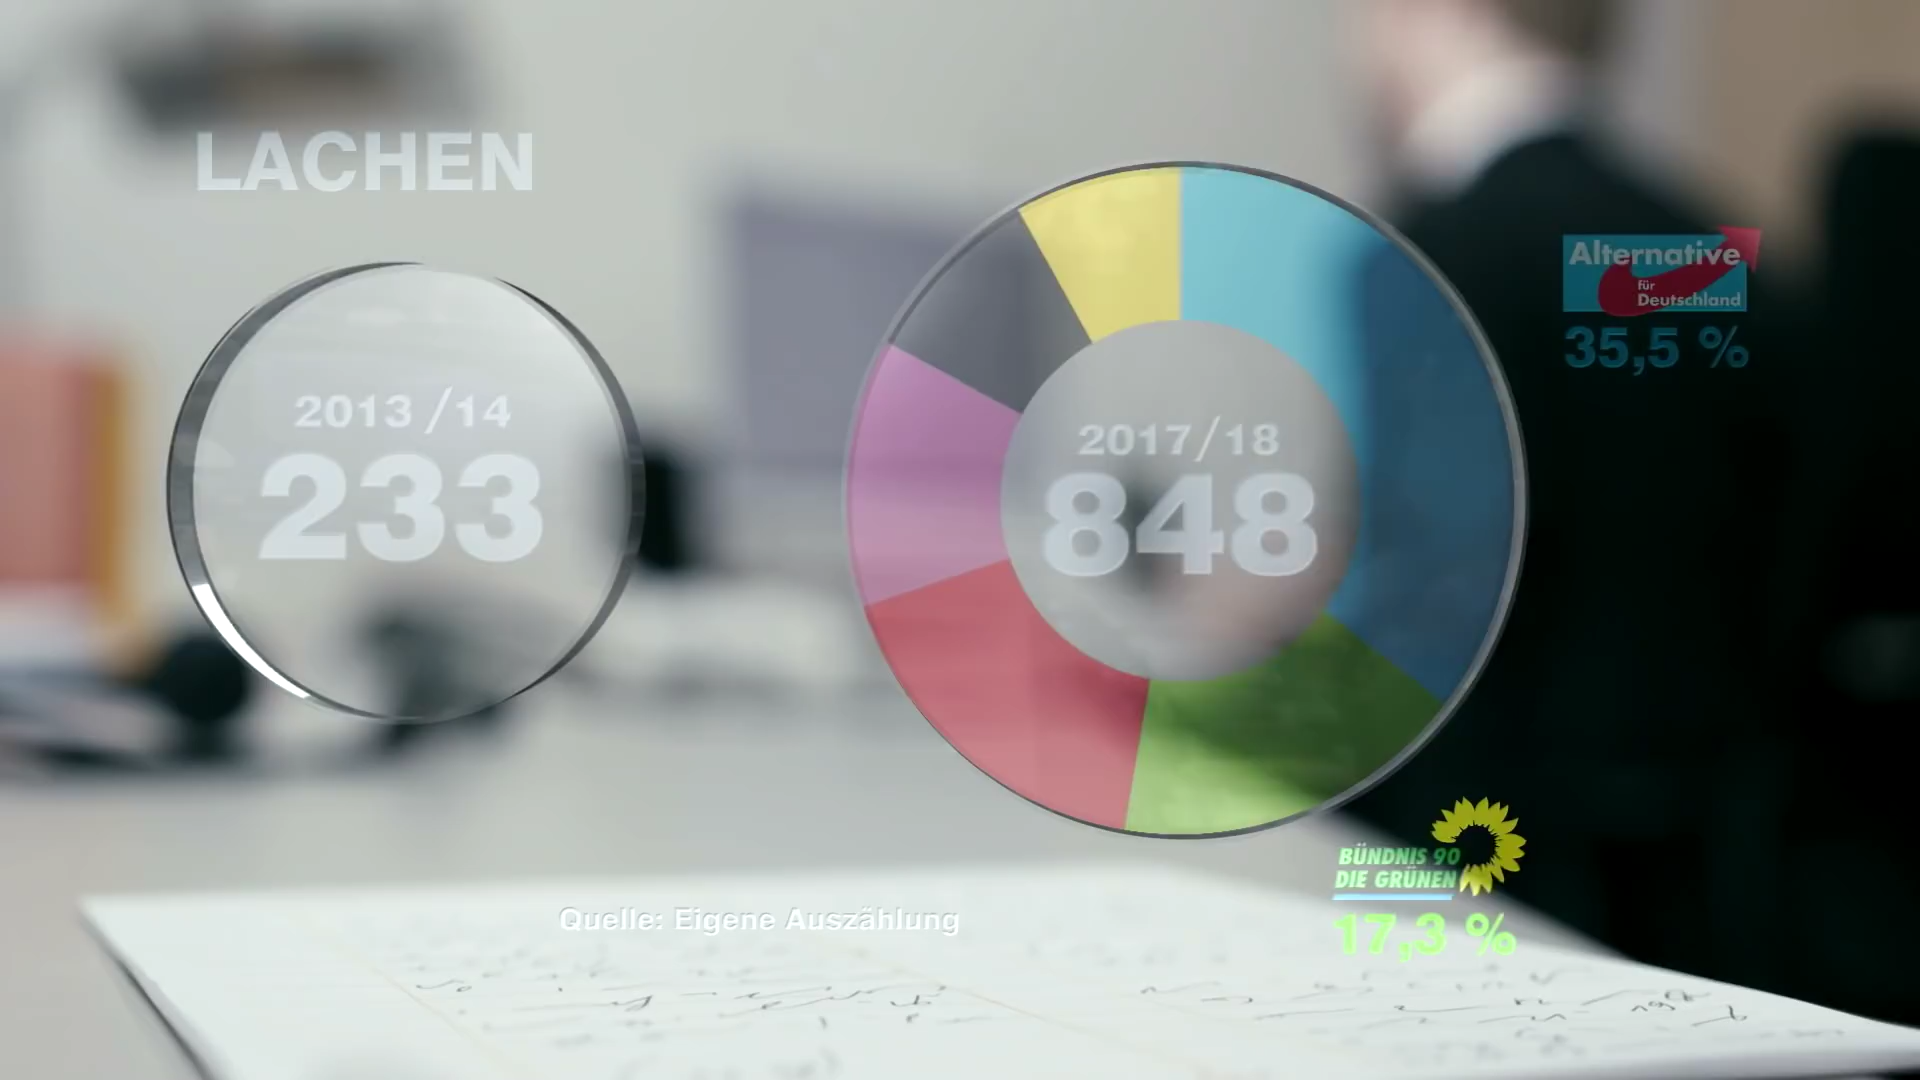 LACHEN
2013/14
233
2017/18
848
Alternative
für
Deutschland
35,5 %
BÜNDNIS 90
DIE GRÜNEN
17,3 %
Quelle: Eigene Auszählung